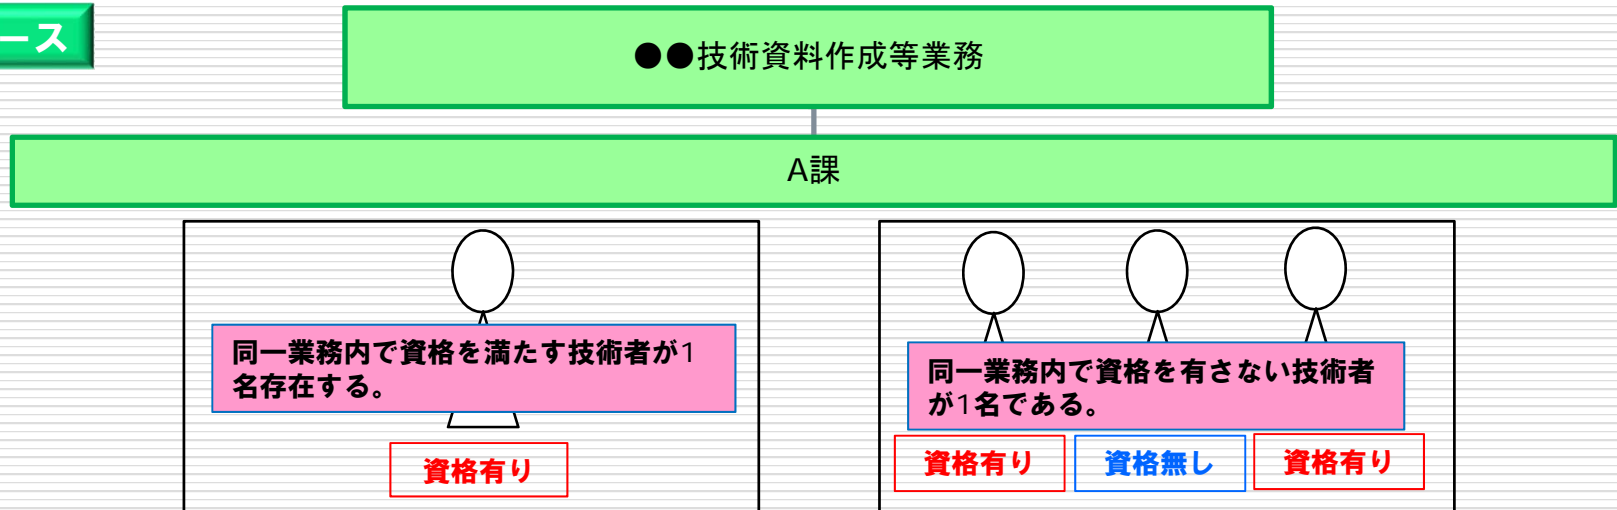 ース
●●技術資料作成等業務
A課
同一業務内で資格を満たす技術者が1
名存在する。
同一業務内で資格を有さない技術者
が1名である。
資格有り
資格有り
資格無し
資格有り